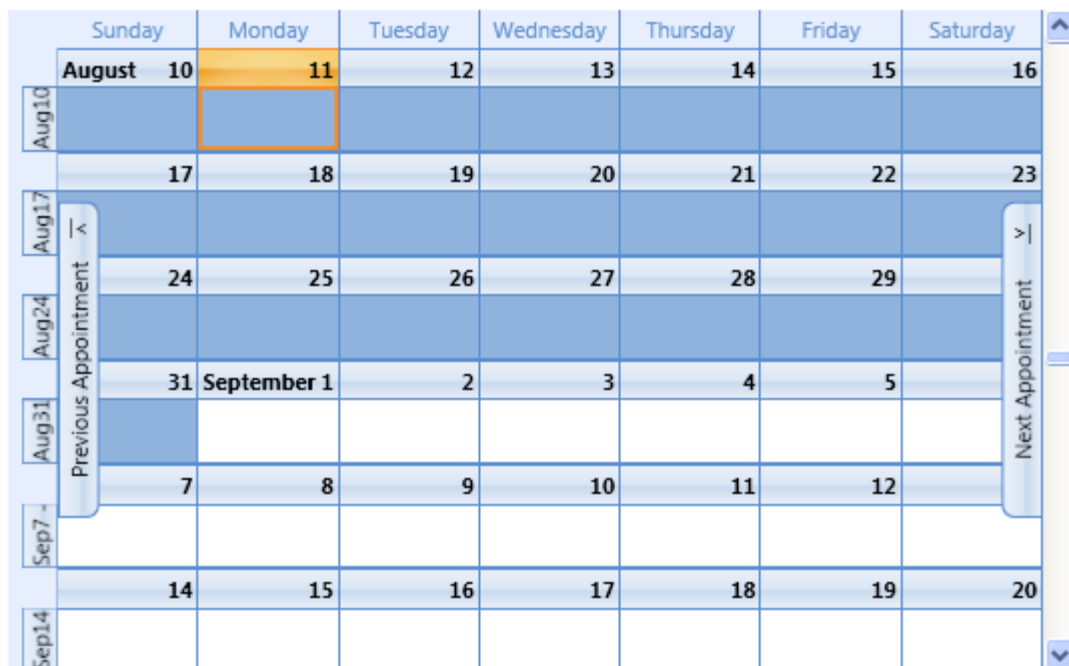 Sunday Monday Tuesday Wednesday Thursday Friday Saturday
August 10 11 12 13 14 15 16
Aug10
17 18 19 20 21 22 23
Aug17
24 25 26 27 28 29
Aug24
31 September 1 2 3 4 5
Aug31
7 8 9 10 11 12
Sep7 -
14 15 16 17 18 19 20
Sep14
Previous Appointment
Next Appointment